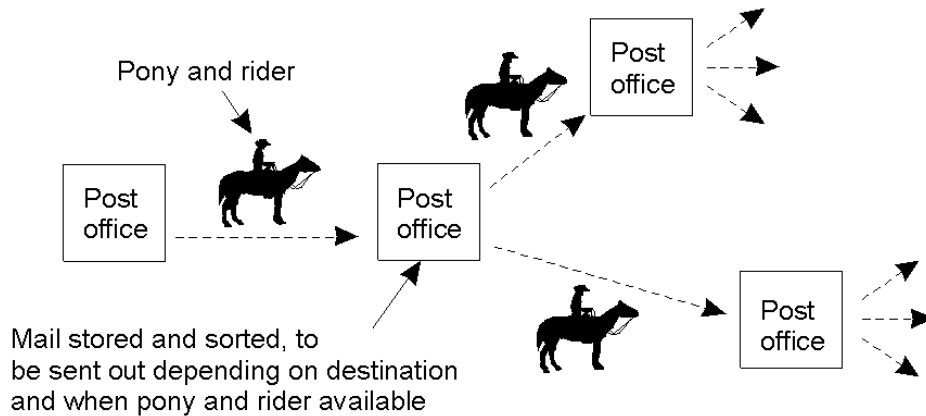 Post
office
Pony and rider
Post
office
Post
office
Post
office
Mail stored and sorted, to
be sent out depending on destination
and when pony and rider available